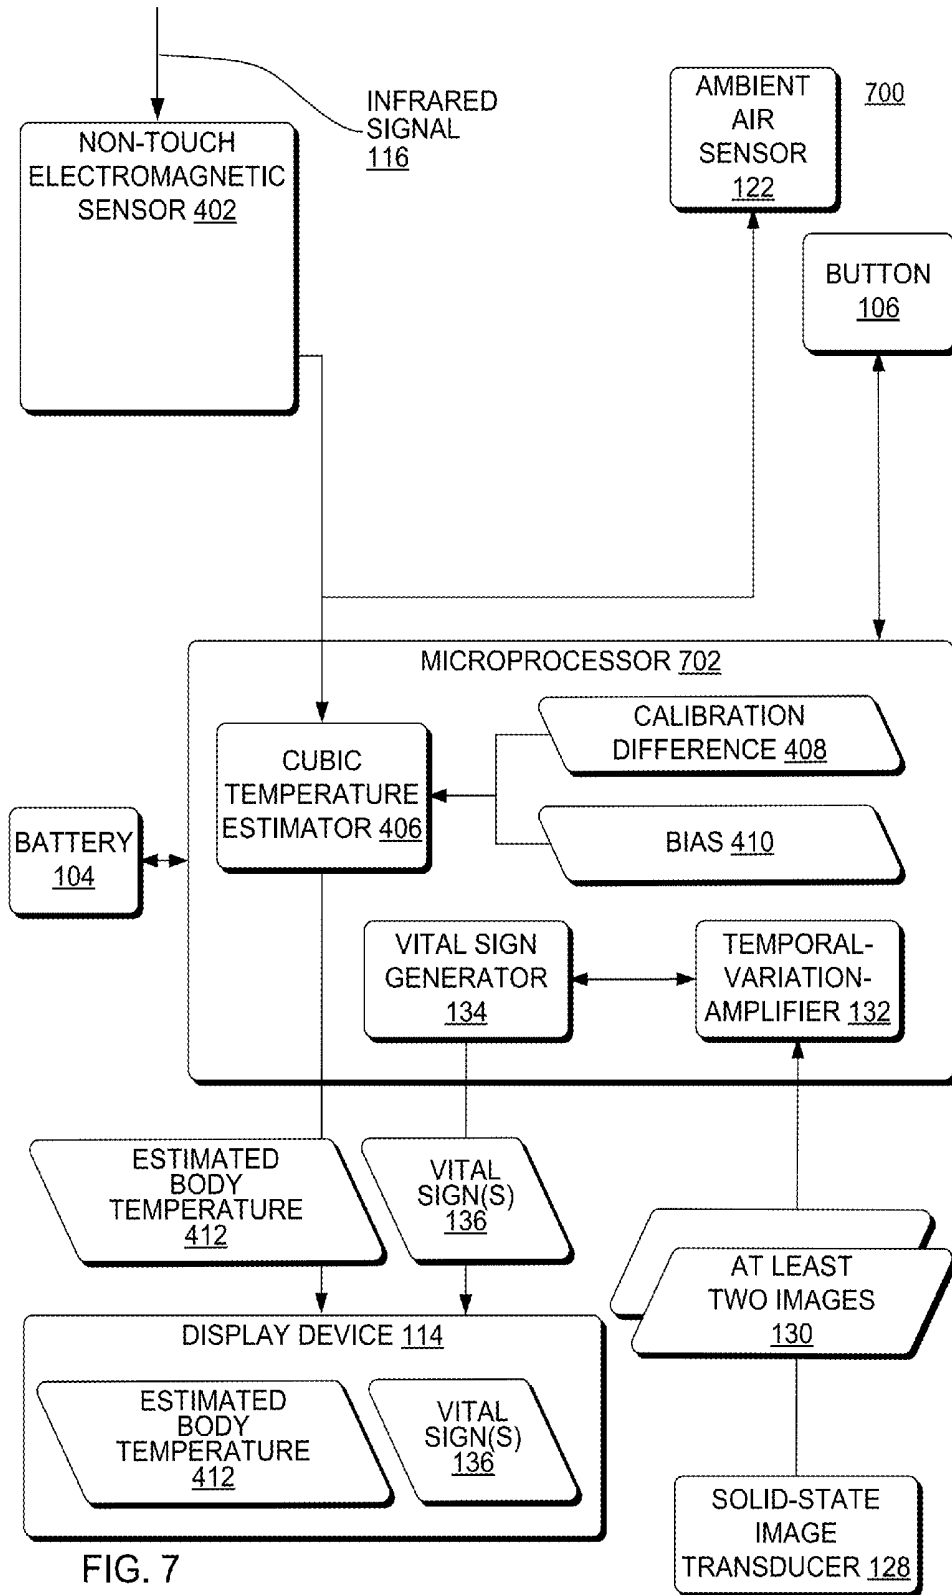 INFRARED
SIGNAL
116
AMBIENT
AIR
SENSOR
122
700
NON-TOUCH
ELECTROMAGNETIC
SENSOR 402
BUTTON
106
MICROPROCESSOR 702
CALIBRATION
DIFFERENCE 408
CUBIC
TEMPERATURE
ESTIMATOR 406
BIAS 410
BATTERY
104
VITAL SIGN
GENERATOR
134
TEMPORAL-
VARIATION-
AMPLIFIER 132
ESTIMATED
BODY
TEMPERATURE
412
VITAL
SIGN(S)
136
AT LEAST
TWO IMAGES
130
DISPLAY DEVICE 114
ESTIMATED
BODY
TEMPERATURE
412
VITAL
SIGN(S)
136
SOLID-STATE
IMAGE
TRANSDUCER 128
FIG. 7